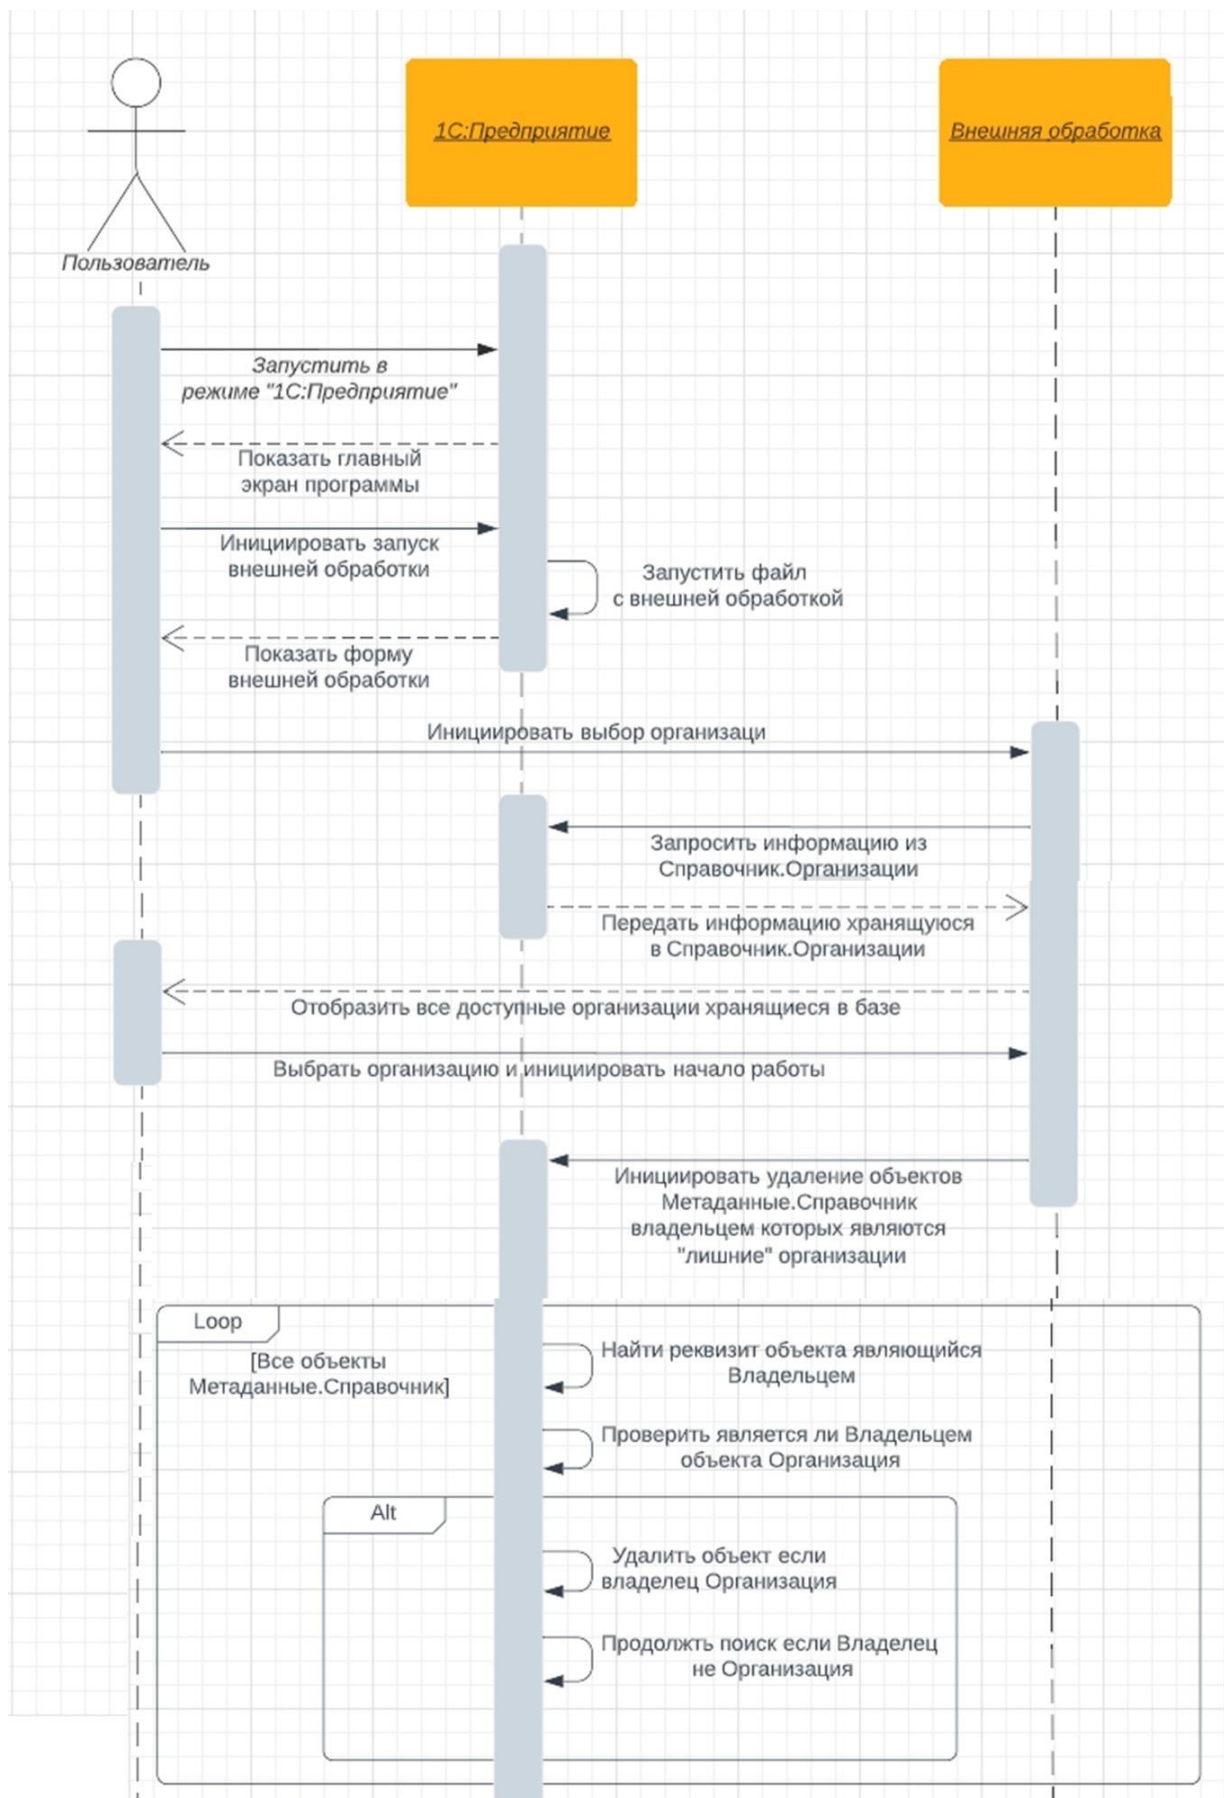 1С:Предприятие
Внешняя обработка
Пользователь
Запустить в
режиме "1С:Предприятие"
Показать главный
экран программы
Инициировать запуск
внешней обработки
Запустить файл
с внешней обработкой
Показать форму
внешней обработки
Инициировать выбор организаци
Запросить информацию из
Справочник.Организации
Передать информацию хранящуюся
в Справочник.Организации
Отобразить все доступные организации хранящиеся в базе
Выбрать организацию и инициировать начало работы
Инициировать удаление объектов
Метаданные.Справочник
владельцем которых являются
"лишние" организации
Loop
[Все объекты
Метаданные.Справочник]
Найти реквизит объекта являющийся
Владельцем
Проверить является ли Владельцем
объекта Организация
Alt
Удалить объект если
владелец Организация
Продолжть поиск если Владелец
не Организация